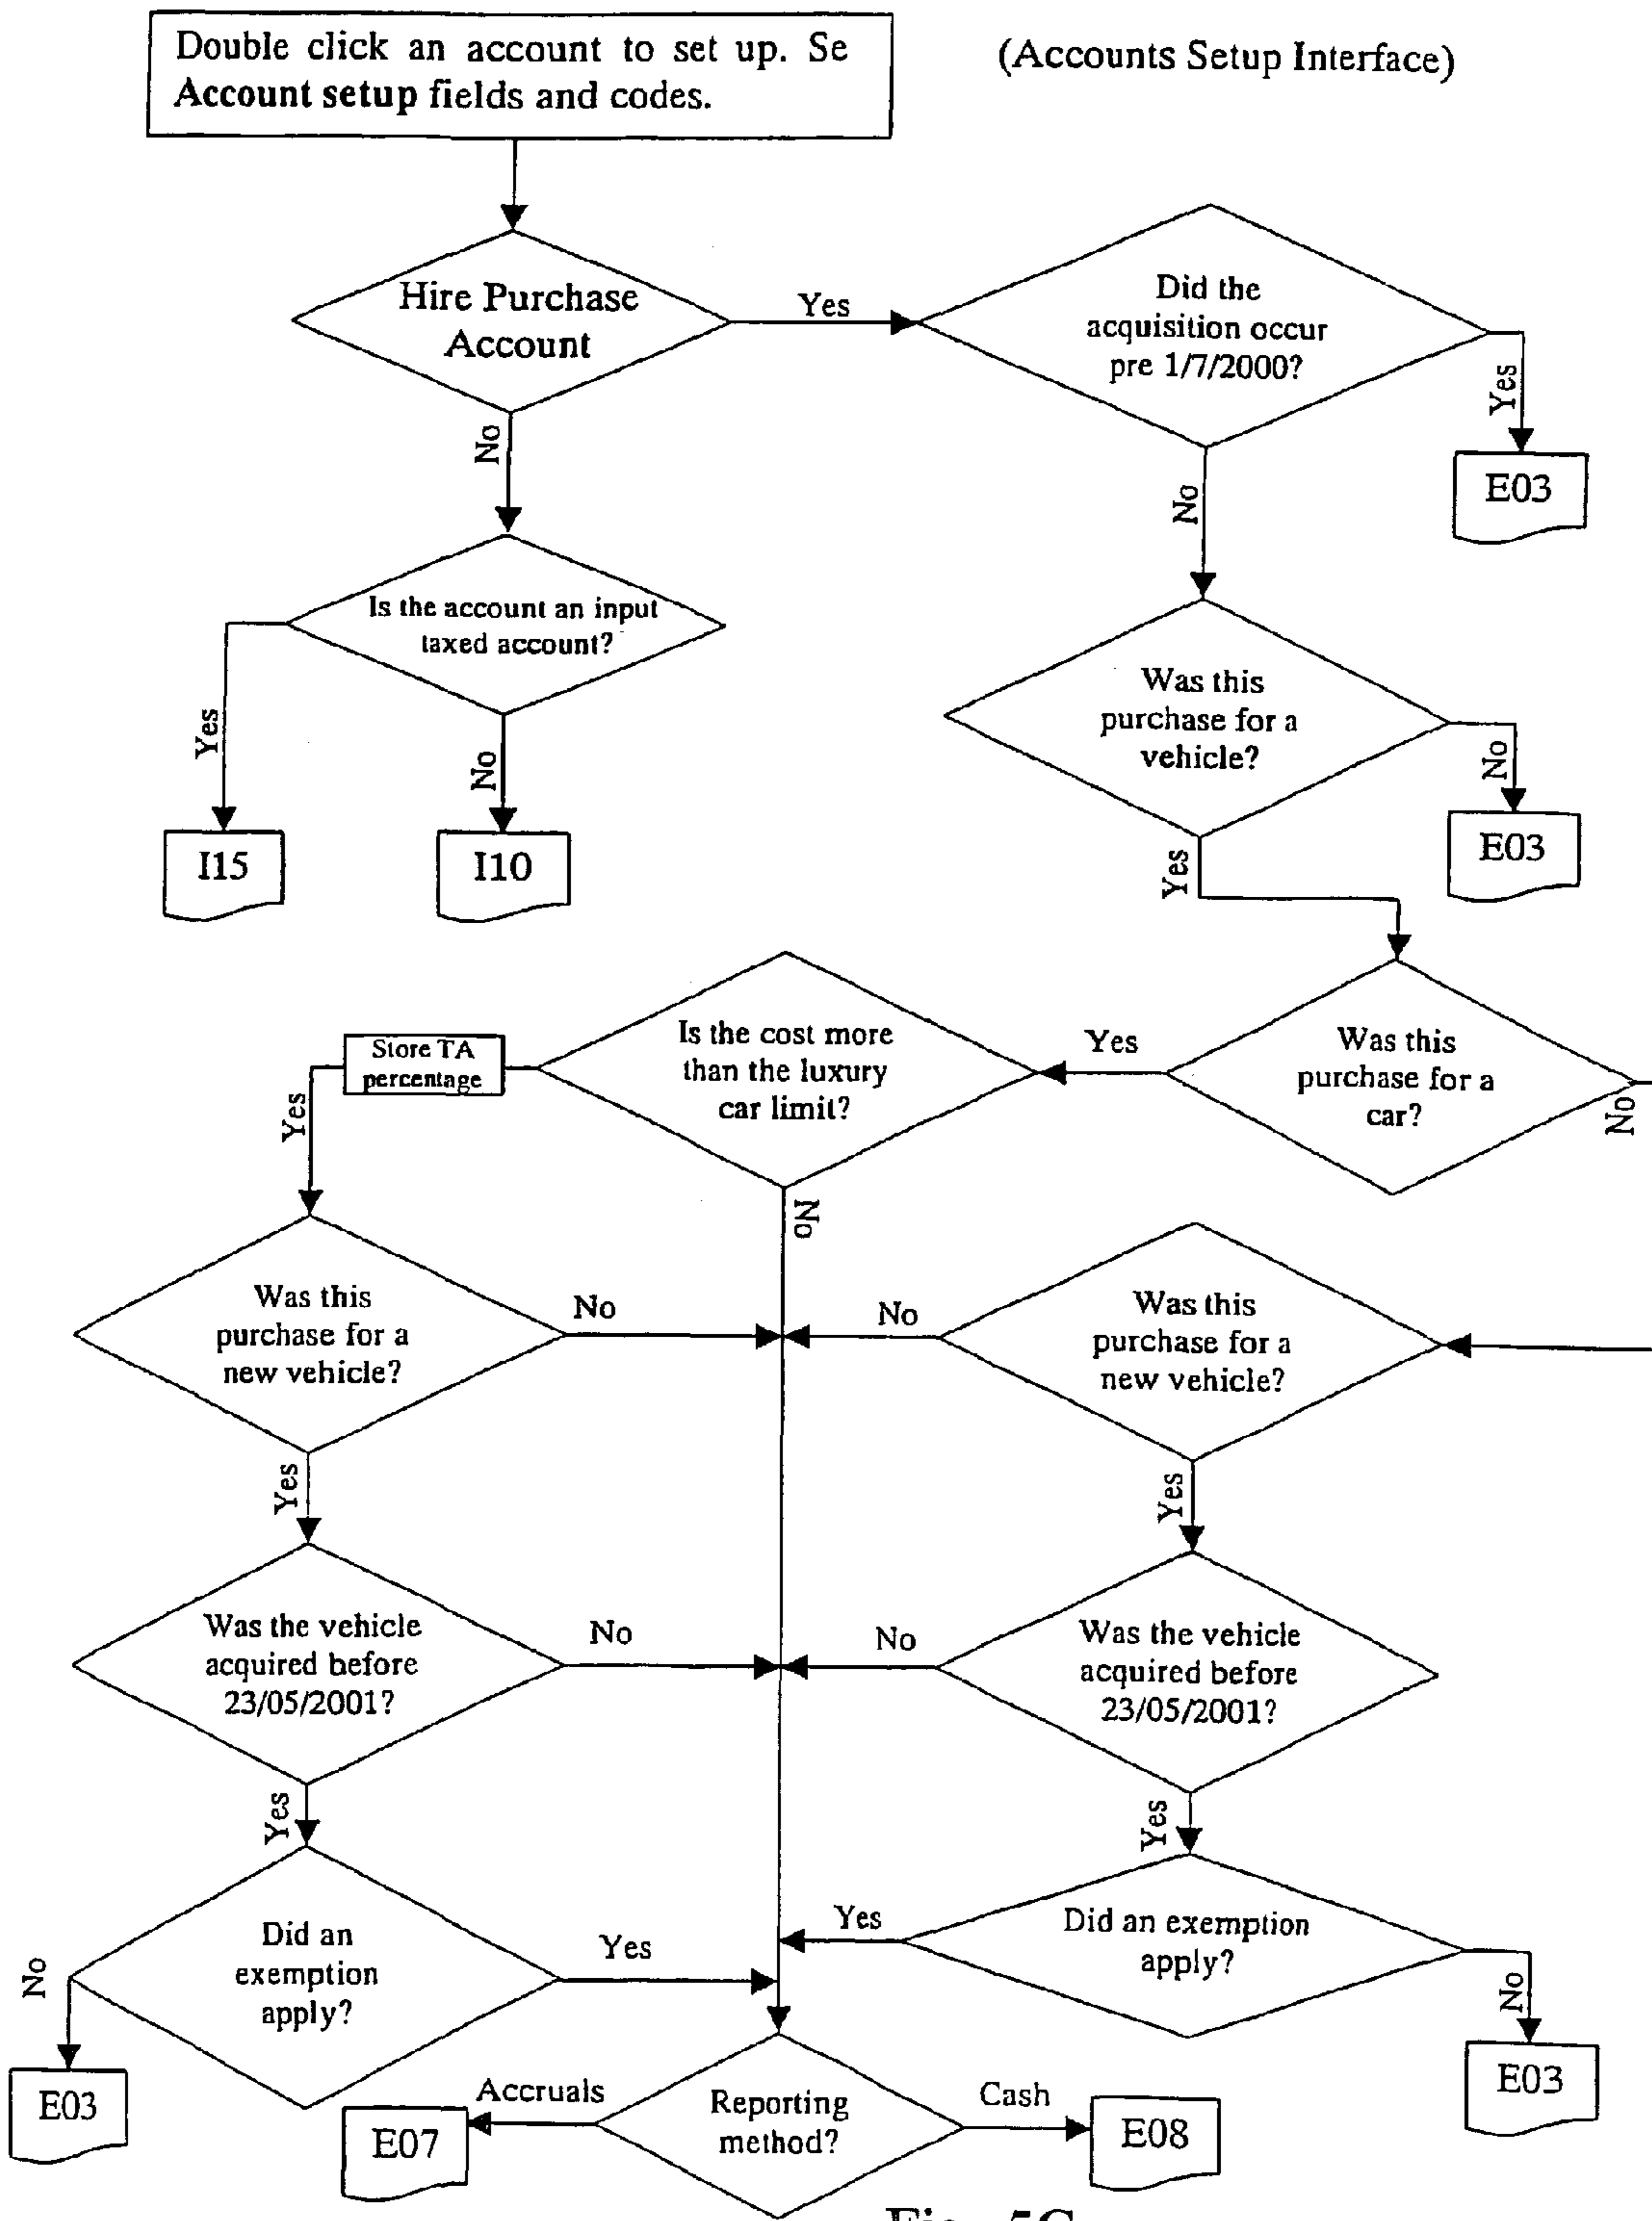 Double click an account to set up. Se
Account setup fields and codes.
(Accounts Setup Interface)
Hire Purchase
Account
Yes
Did the
acquisition occur
pre 1/7/2000?
Yes
E03
No
No
Is the account an input
taxed account?
Yes
No
I15
I10
Was this
purchase for a
vehicle?
No
E03
Yes
Store TA
percentage
Is the cost more
than the luxury
car limit?
Yes
Was this
purchase for a
car?
No
Yes
No
Was this
purchase for a
new vehicle?
No
No
Was this
purchase for a
new vehicle?
Yes
Yes
Was the vehicle
acquired before
23/05/2001?
No
No
Was the vehicle
acquired before
23/05/2001?
Yes
Yes
Did an
exemption
apply?
Yes
Yes
Did an exemption
apply?
No
No
E03
E03
Accruals
Reporting
method?
Cash
E07
E08